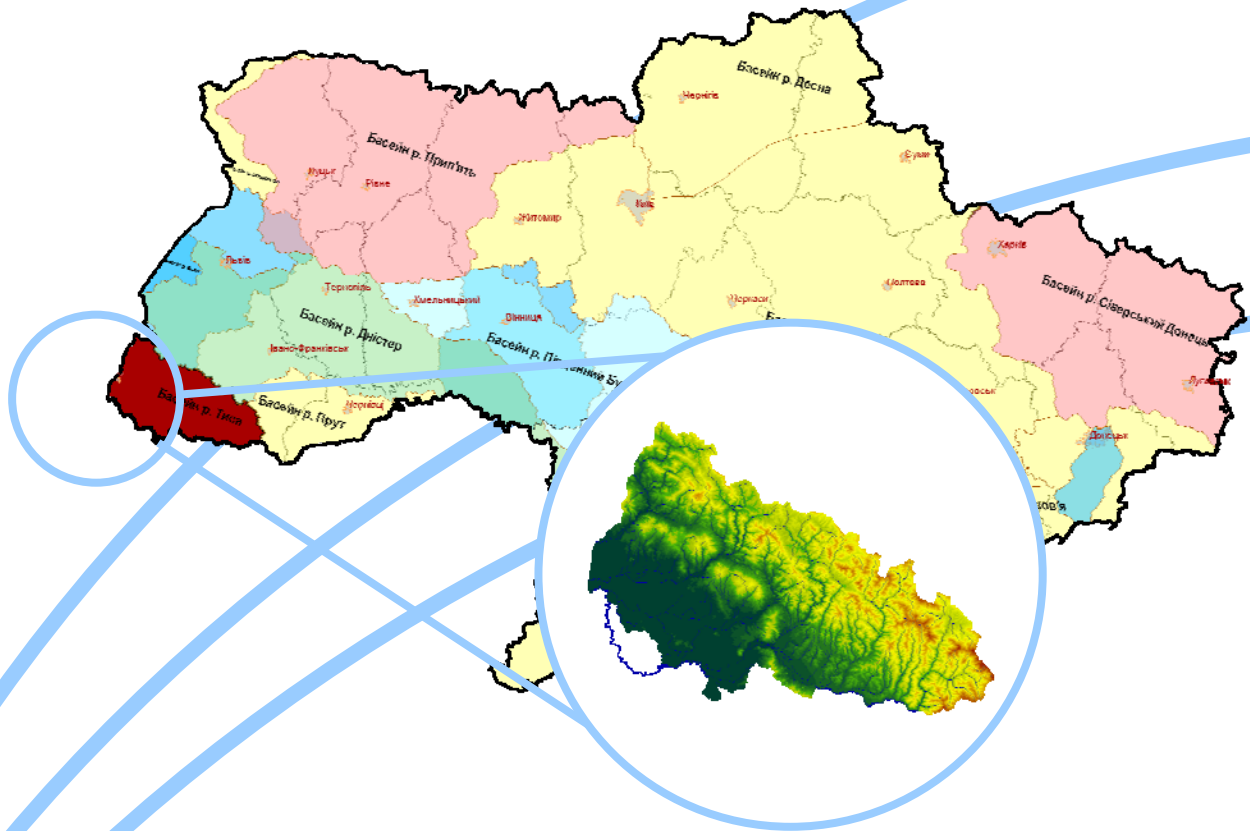 Басейн р. Десна
Чернігів
Суми
Басейн р. Прип'ять
Луцьк
Рівне
Київ
Житомир
Харків
Львів
Тернопіль
Хмельницький
Вінниця
Черкаси
Полтава
Басейн р. Сіверський Донець
Басейн р. Дністер
Івано-Франківськ
Луганськ
Басейн р. Тиса
Басейн р. Прут
Чернівці
Донецьк